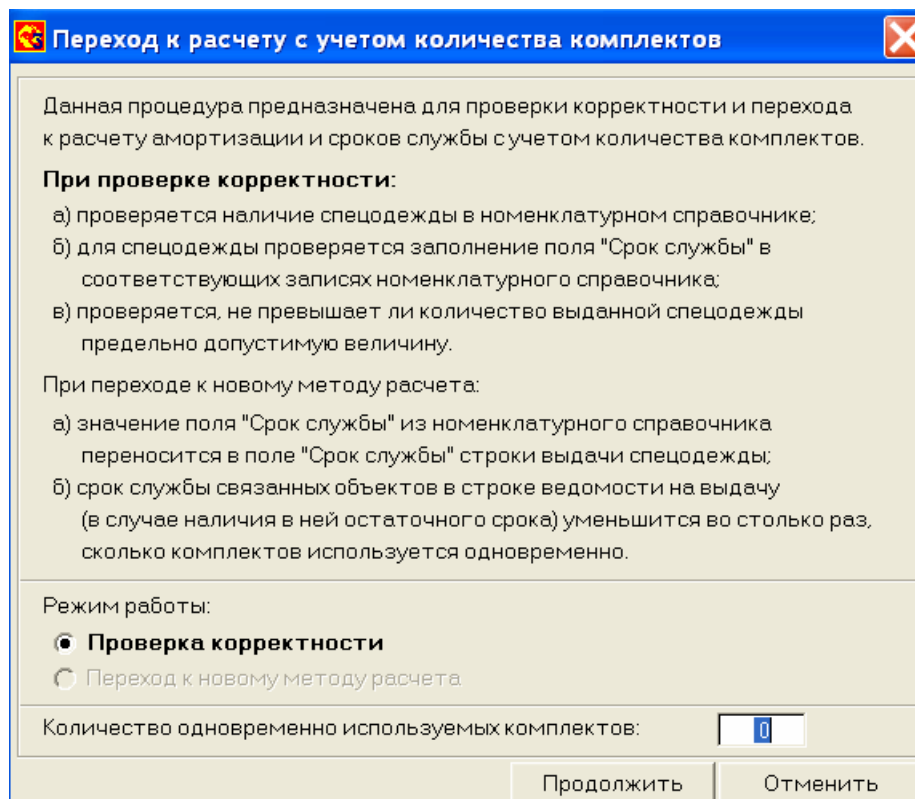 Переход к расчету с учетом количества комплектов
Данная процедура предназначена для проверки корректности и перехода
к расчету амортизации и сроков службы с учетом количества комплектов.
При проверке корректности:
а) проверяется наличие спецодежды в номенклатурном справочнике;
б) для спецодежды проверяется заполнение поля "Срок службы" в
соответствующих записях номенклатурного справочника;
в) проверяется, не превышает ли количество выданной спецодежды
предельно допустимую величину.
При переходе к новому методу расчета:
а) значение поля "Срок службы" из номенклатурного справочника
переносится в поле "Срок службы" строки выдачи спецодежды;
б) срок службы связанных объектов в строке ведомости на выдачу
(в случае наличия в ней остаточного срока) уменьшится во столько раз,
сколько комплектов используется одновременно.
Режим работы:
Проверка корректности
Переход к новому методу расчета
Количество одновременно используемых комплектов: 0
Продолжить Отменить